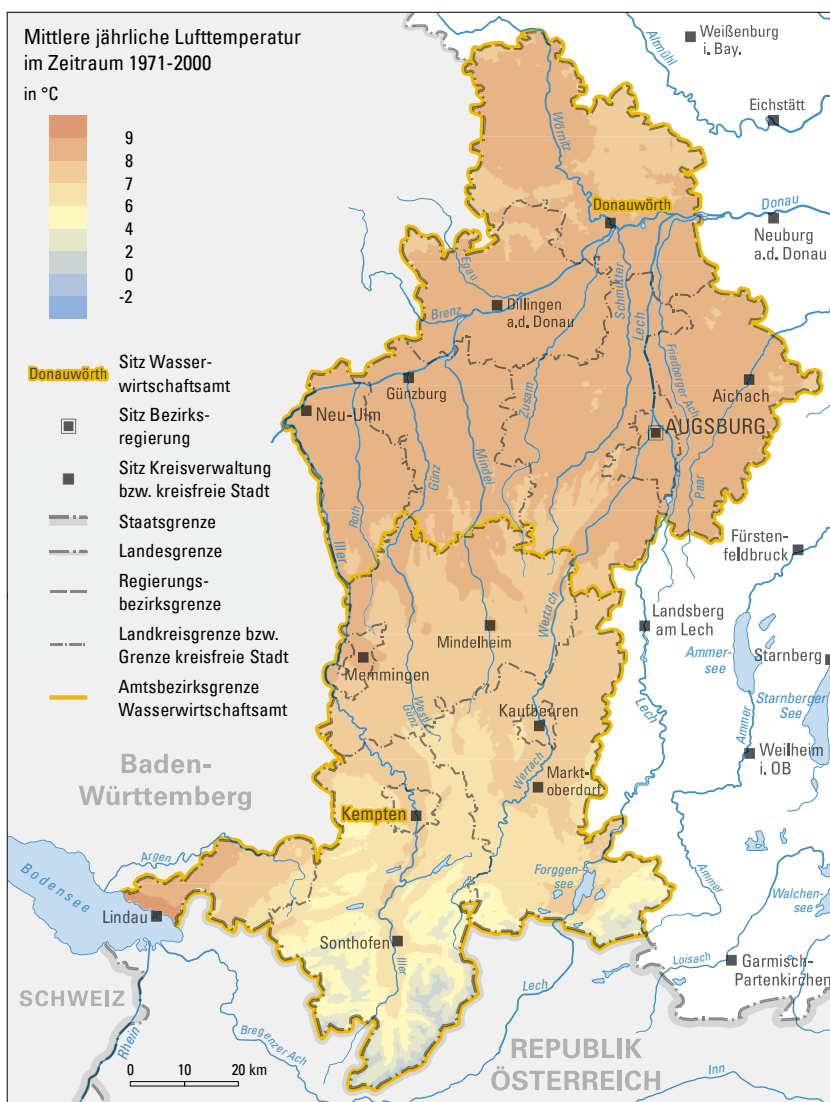 Mittlere jährliche Lufttemperatur
im Zeitraum 1971-2000
in °C
9
8
7
6
4
2
0
-2
Donauwörth
Sitz Wasser-
wirtschaftsamt
Sitz Bezirks-
regierung
Sitz Kreisverwaltung
bzw. kreisfreie Stadt
Staatsgrenze
Landesgrenze
Regierungs-
bezirksgrenze
Landkreisgrenze bzw.
Grenze kreisfreie Stadt
Amtsbezirksgrenze
Wasserwirtschaftsamt
Weißenburg
i. Bay.
Altmühl
Eichstätt
Wörnitz
Donauwörth
Donau
Neuburg
a.d. Donau
Egau
Brenz
Dillingen
a.d. Donau
Schmutter
Lech
Friedberger Ach
Günzburg
Neu-Ulm
Zusam
Aichach
AUGSBURG
Roth
Günz
Mindel
Paar
Iller
Fürsten-
feldbruck
Wertach
Mindelheim
Landsberg
am Lech
Memmingen
Ammer-
see
Starnberg
Starnberger
See
Westl.
Günz
Kaufbeuren
Lech
Ammer
Weilheim
i. OB
Wertach
Markt-
oberdorf
Baden-
Württemberg
Kempten
Argen
Bodensee
Lindau
Forggen-
see
Ammer
Walchen-
see
Sonthofen
Iller
Loisach
Garmisch-
Partenkirchen
SCHWEIZ
Rhein
Bregenzer Ach
Lech
REPUBLIK
ÖSTERREICH
Inn
0
10
20 km